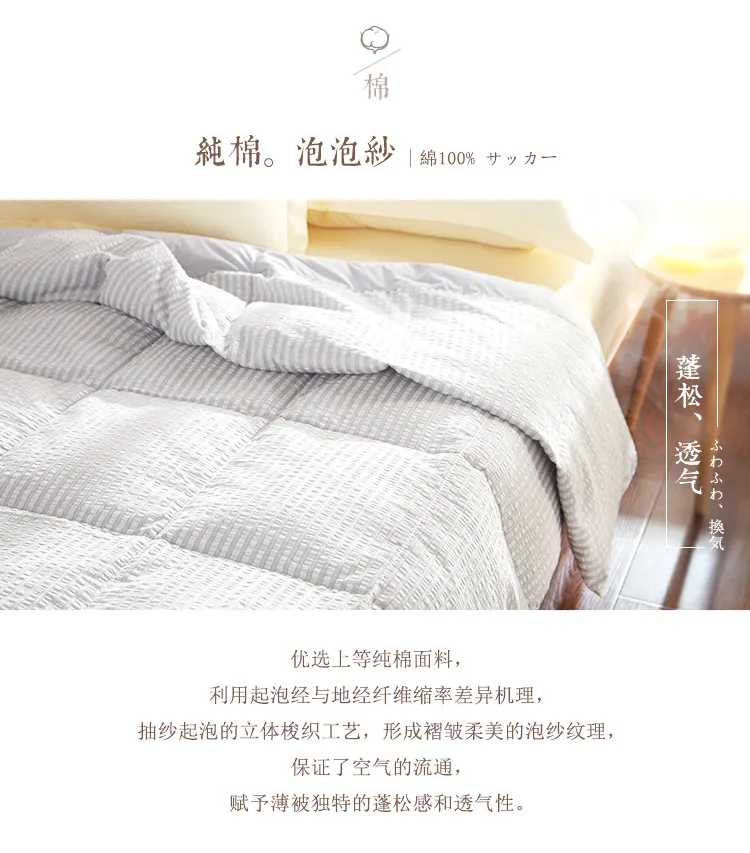 棉
純棉。泡泡紗|綿100% サッカー
蓬松、透气
ふわふわ、換気
优选上等纯棉面料，
利用起泡经与地经纤维缩率差异机理，
抽纱起泡的立体梭织工艺，形成褶皱柔美的泡纱纹理，
保证了空气的流通，
赋予薄被独特的蓬松感和透气性。